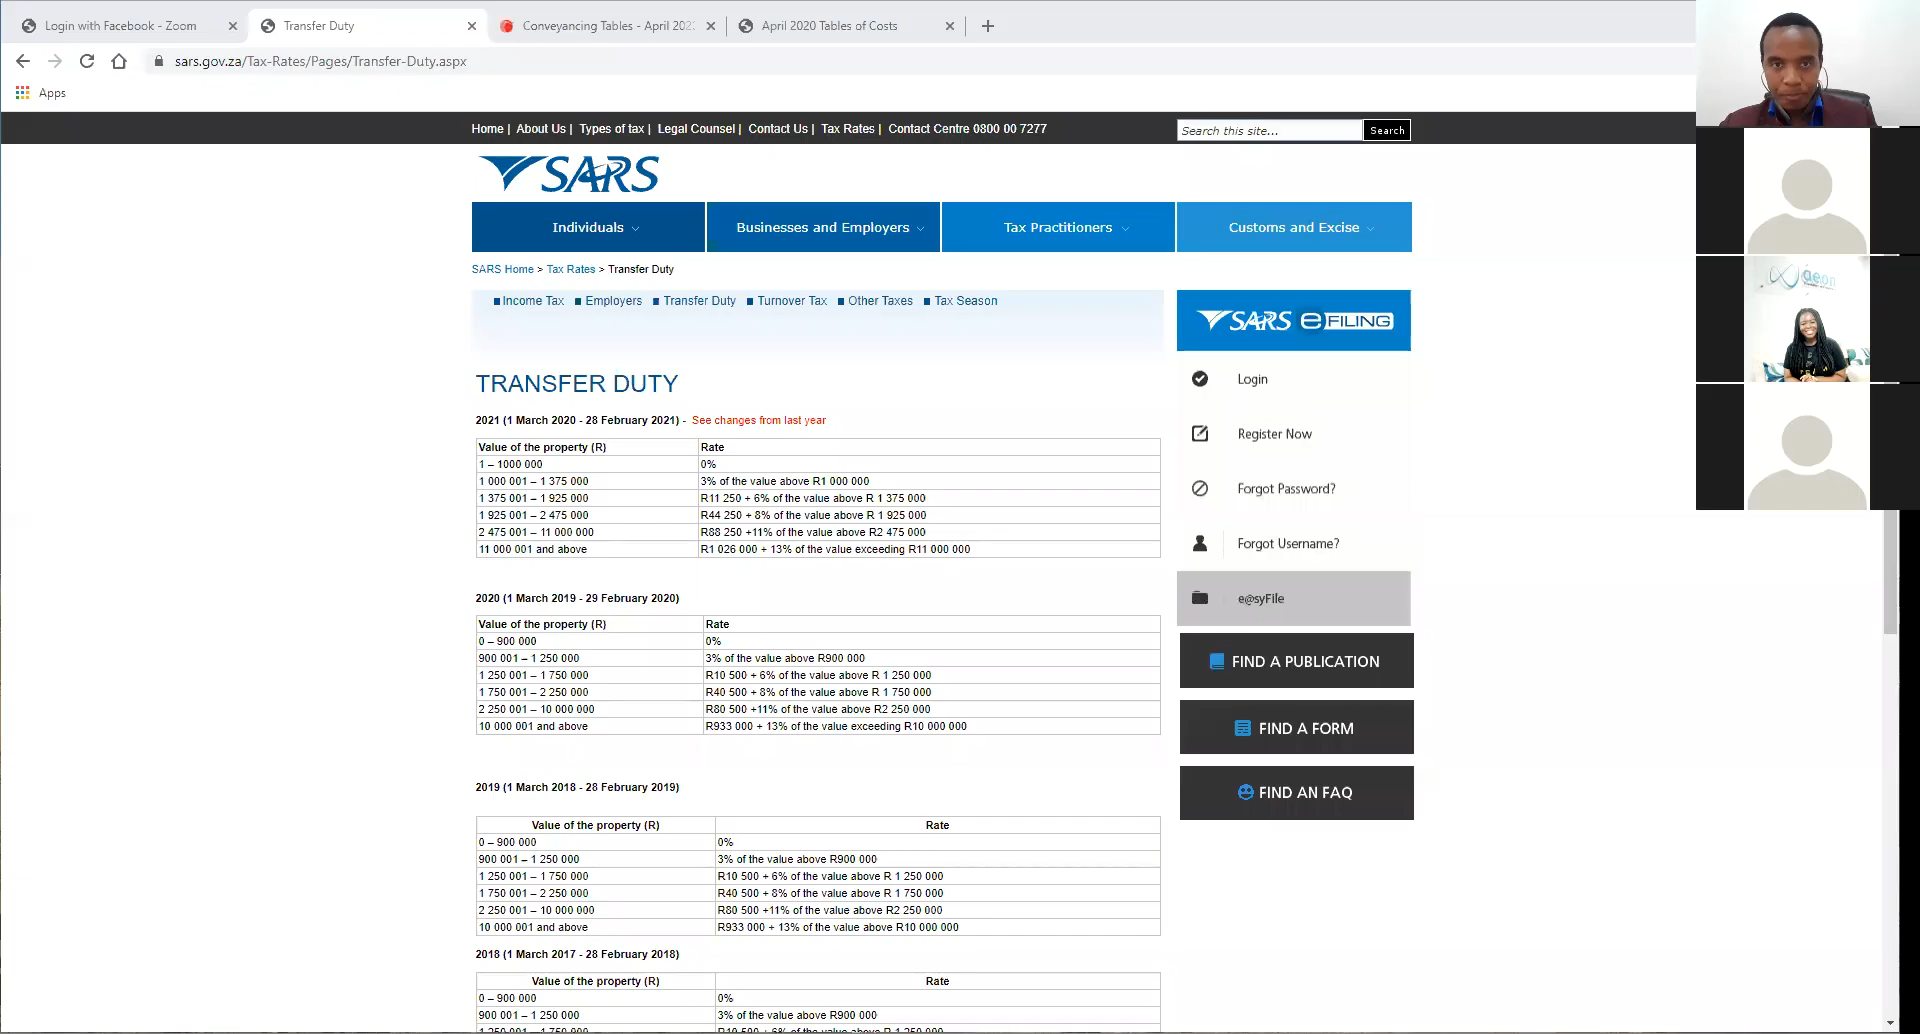 Login with Facebook - Zoom
Transfer Duty
Conveyancing Tables - April 202
April 2020 Tables of Costs
sars.gov.za/Tax-Rates/Pages/Transfer-Duty.aspx
Apps
Home | About Us | Types of tax | Legal Counsel | Contact Us | Tax Rates | Contact Centre 0800 00 7277
Search this site...
Search
SARS
Individuals
Businesses and Employers
Tax Practitioners
Customs and Excise
SARS Home > Tax Rates > Transfer Duty
Income Tax Employers Transfer Duty Turnover Tax Other Taxes Tax Season
SARS eFILING
Login
Register Now
Forgot Password?
Forgot Username?
e@syFile
FIND A PUBLICATION
FIND A FORM
FIND AN FAQ
TRANSFER DUTY
2021 (1 March 2020 - 28 February 2021) - See changes from last year
Value of the property (R) Rate
1 – 1000 000 0%
1 000 001 – 1 375 000 3% of the value above R1 000 000
1 375 001 – 1 925 000 R11 250 + 6% of the value above R 1 375 000
1 925 001 – 2 475 000 R44 250 + 8% of the value above R 1 925 000
2 475 001 – 11 000 000 R88 250 +11% of the value above R2 475 000
11 000 001 and above R1 026 000 + 13% of the value exceeding R11 000 000
2020 (1 March 2019 - 29 February 2020)
Value of the property (R) Rate
0 – 900 000 0%
900 001 – 1 250 000 3% of the value above R900 000
1 250 001 – 1 750 000 R10 500 + 6% of the value above R 1 250 000
1 750 001 – 2 250 000 R40 500 + 8% of the value above R 1 750 000
2 250 001 – 10 000 000 R80 500 +11% of the value above R2 250 000
10 000 001 and above R933 000 + 13% of the value exceeding R10 000 000
2019 (1 March 2018 - 28 February 2019)
Value of the property (R) Rate
0 – 900 000 0%
900 001 – 1 250 000 3% of the value above R900 000
1 250 001 – 1 750 000 R10 500 + 6% of the value above R 1 250 000
1 750 001 – 2 250 000 R40 500 + 8% of the value above R 1 750 000
2 250 001 – 10 000 000 R80 500 +11% of the value above R2 250 000
10 000 001 and above R933 000 + 13% of the value above R10 000 000
2018 (1 March 2017 - 28 February 2018)
Value of the property (R) Rate
0 – 900 000 0%
900 001 – 1 250 000 3% of the value above R900 000
1 250 001 – 1 750 000 R10 500 + 6% of the value above R 1 250 000
aeon